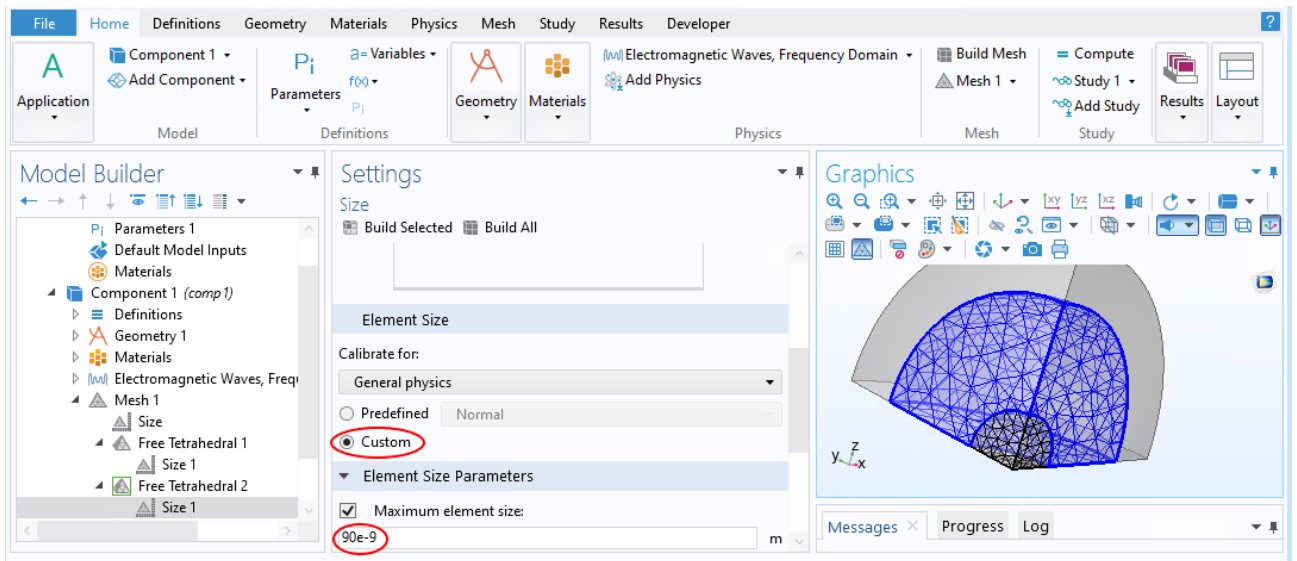 File Home Definitions Geometry Materials Physics Mesh Study Results Developer ?
Component 1 a= Variables Electromagnetic Waves, Frequency Domain Build Mesh = Compute
Add Component Pi f(x) Add Physics Mesh 1 Study 1
Application Parameters Pi Geometry Materials Add Study Results Layout
Model Definitions Physics Mesh Study
Model Builder
Pi Parameters 1
Default Model Inputs
Materials
Component 1 (comp1)
Definitions
Geometry 1
Materials
Electromagnetic Waves, Frequ
Mesh 1
Size
Free Tetrahedral 1
Size 1
Free Tetrahedral 2
Size 1
Settings
Size
Build Selected Build All
Element Size
Calibrate for:
General physics
Predefined Normal
Custom
Element Size Parameters
Maximum element size:
90e-9 m
Graphics
xy yz xz
z
y x
Messages × Progress Log